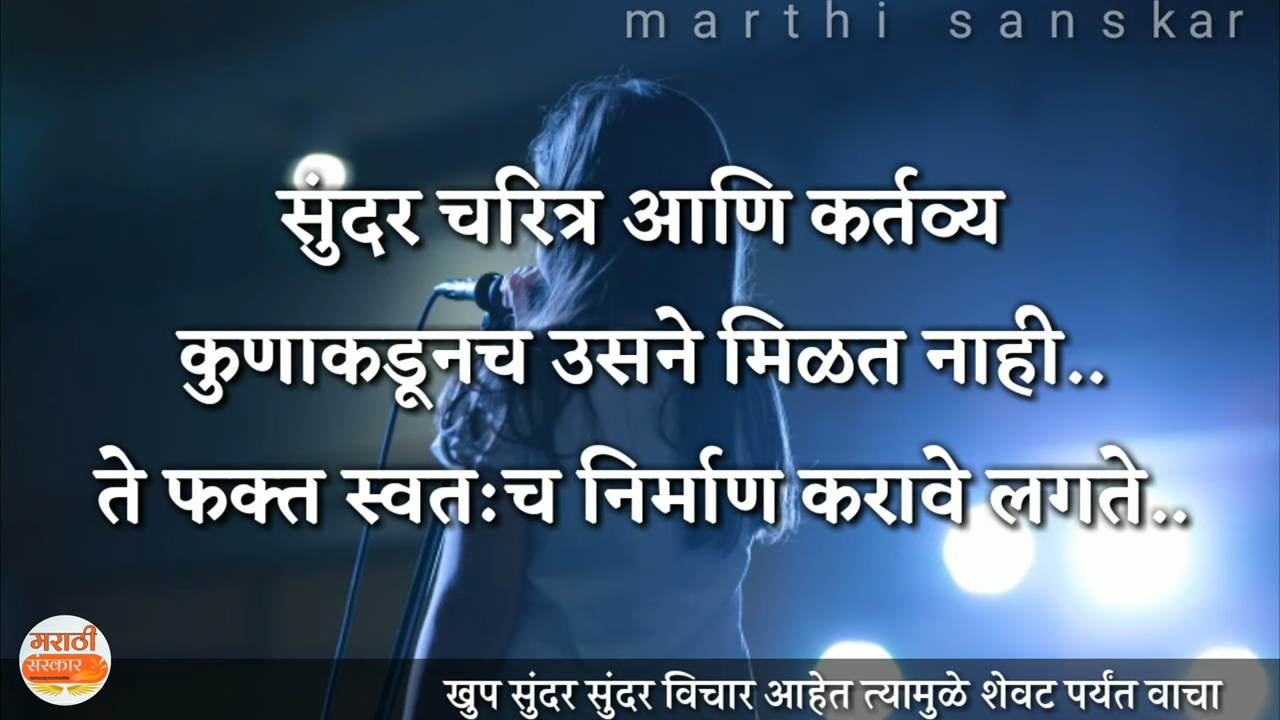 marthi sanskar
सुंदर चरित्र आणि कर्तव्य
कुणाकडूनच उसने मिळत नाही..
ते फक्त स्वतःच निर्माण करावे लगते..
मराठी
संस्कार
खुप सुंदर सुंदर विचार आहेत त्यामुळे शेवट पर्यंत वाचा